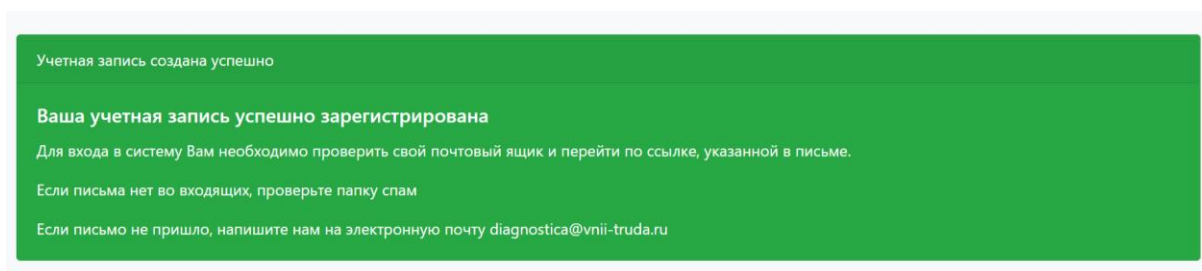 Учетная запись создана успешно
Ваша учетная запись успешно зарегистрирована
Для входа в систему Вам необходимо проверить свой почтовый ящик и перейти по ссылке, указанной в письме.
Если письма нет во входящих, проверьте папку спам
Если письмо не пришло, напишите нам на электронную почту diagnostica@vnii-truda.ru